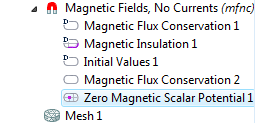 Magnetic Fields, No Currents (mfnc)
D Magnetic Flux Conservation 1
D Magnetic Insulation 1
D Initial Values 1
Magnetic Flux Conservation 2
Zero Magnetic Scalar Potential 1
Mesh 1